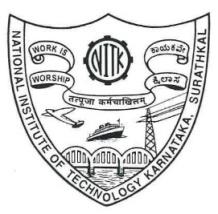 WORK IS
WORSHIP
NITK
ಕಾಯಕವೇ
ಕೈಲಾಸ
तत्पूजा कर्मचाखिलम्
NATIONAL INSTITUTE OF TECHNOLOGY KARNATAKA, SURATHKAL